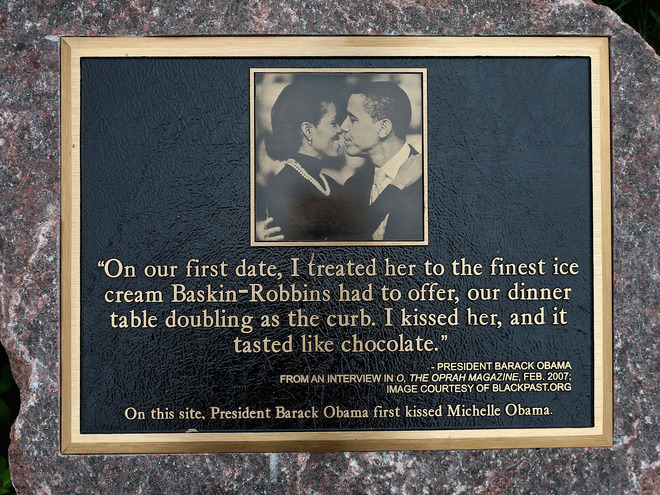 “On our first date, I treated her to the finest ice
cream Baskin-Robbins had to offer, our dinner
table doubling as the curb. I kissed her, and it
tasted like chocolate.”
- PRESIDENT BARACK OBAMA
FROM AN INTERVIEW IN O, THE OPRAH MAGAZINE, FEB. 2007;
IMAGE COURTESY OF BLACKPAST.ORG
On this site, President Barack Obama first kissed Michelle Obama.